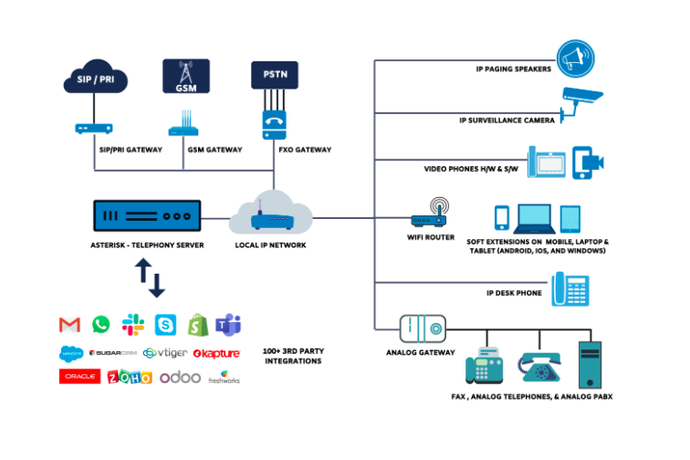 SIP / PRI
GSM
PSTN
SIP/PRI GATEWAY
GSM GATEWAY
FXO GATEWAY
ASTERISK - TELEPHONY SERVER
LOCAL IP NETWORK
IP PAGING SPEAKERS
IP SURVEILLANCE CAMERA
VIDEO PHONES H/W & S/W
WIFI ROUTER
SOFT EXTENSIONS ON MOBILE, LAPTOP &
TABLET (ANDROID, IOS, AND WINDOWS)
IP DESK PHONE
ANALOG GATEWAY
FAX , ANALOG TELEPHONES, & ANALOG PABX
100+ 3RD PARTY
INTEGRATIONS
SUGARCRM
vtiger
kapture
ORACLE
ZOHO
odoo
freshworks